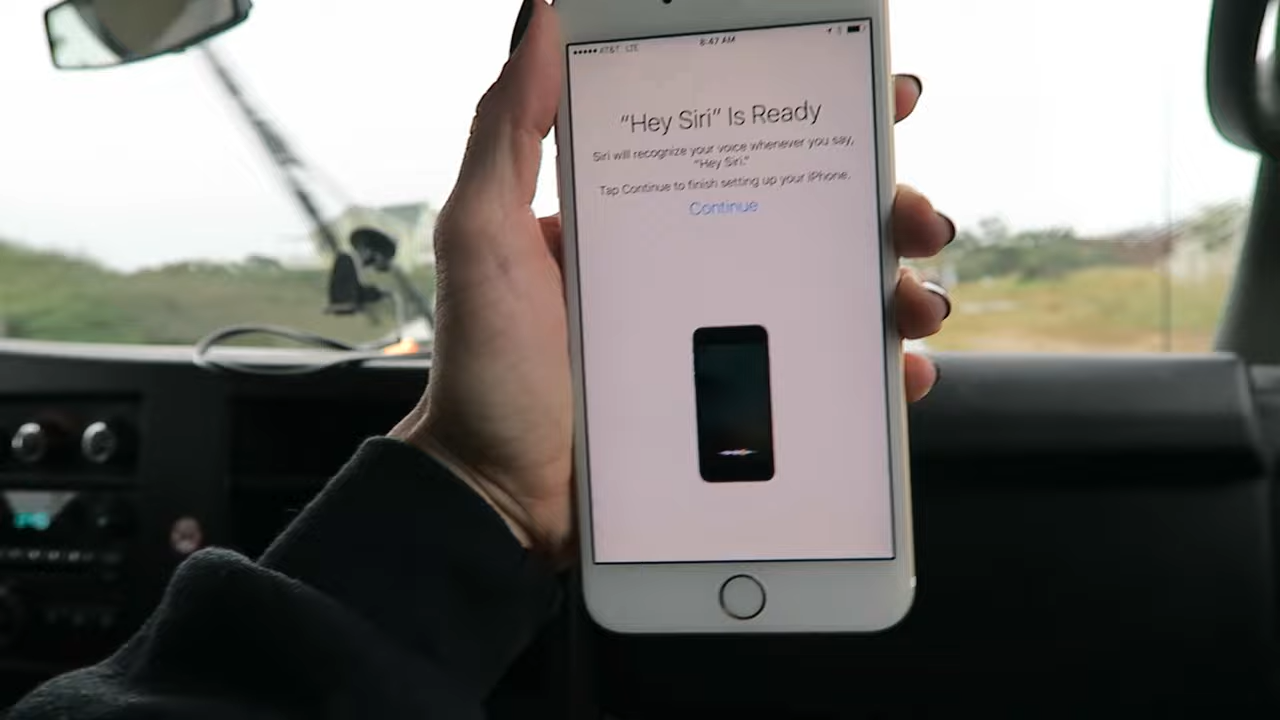 AT&T LTE 8:47 AM
“Hey Siri” Is Ready
Siri will recognize your voice whenever you say,
“Hey Siri.”
Tap Continue to finish setting up your iPhone.
Continue